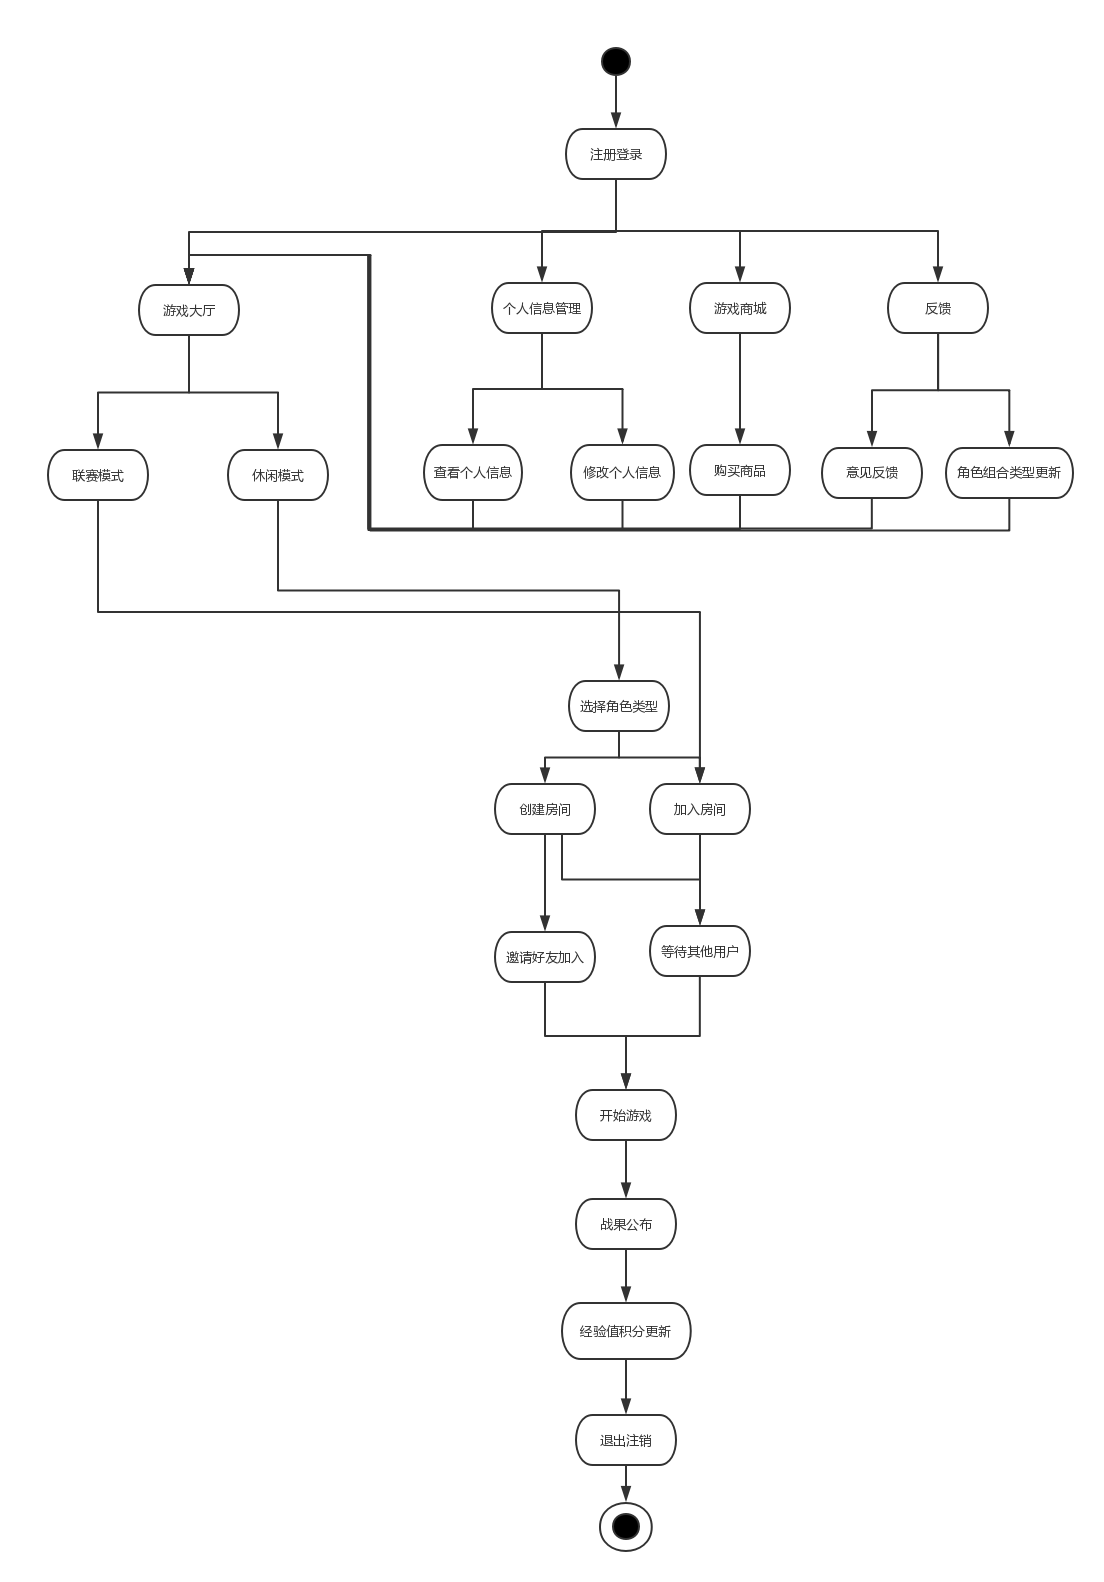 注册登录
游戏大厅
个人信息管理
游戏商城
反馈
联赛模式
休闲模式
查看个人信息
修改个人信息
购买商品
意见反馈
角色组合类型更新
选择角色类型
创建房间
加入房间
邀请好友加入
等待其他用户
开始游戏
战果公布
经验值积分更新
退出注销